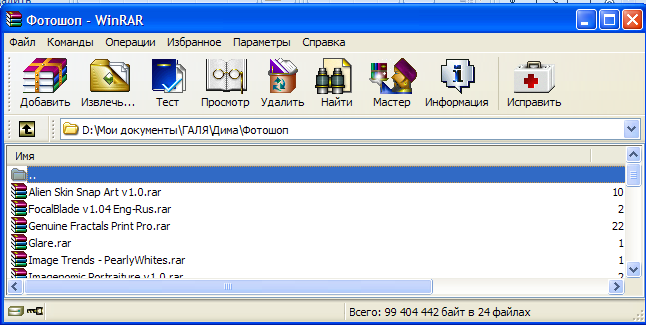 Фотошоп - WinRAR
Файл Команды Операции Избранное Параметры Справка
Добавить Извлечь... Тест Просмотр Удалить Найти Мастер Информация Исправить
D:\Мои документы\ГАЛЯ\Дима\Фотошоп
Имя
..
Alien Skin Snap Art v1.0.rar 10
FocalBlade v1.04 Eng-Rus.rar 2
Genuine Fractals Print Pro.rar 22
Glare.rar 1
Image Trends - PearlyWhites.rar 1
Imagenomic Portraiture v1.0.rar 2
Всего: 99 404 442 байт в 24 файлах